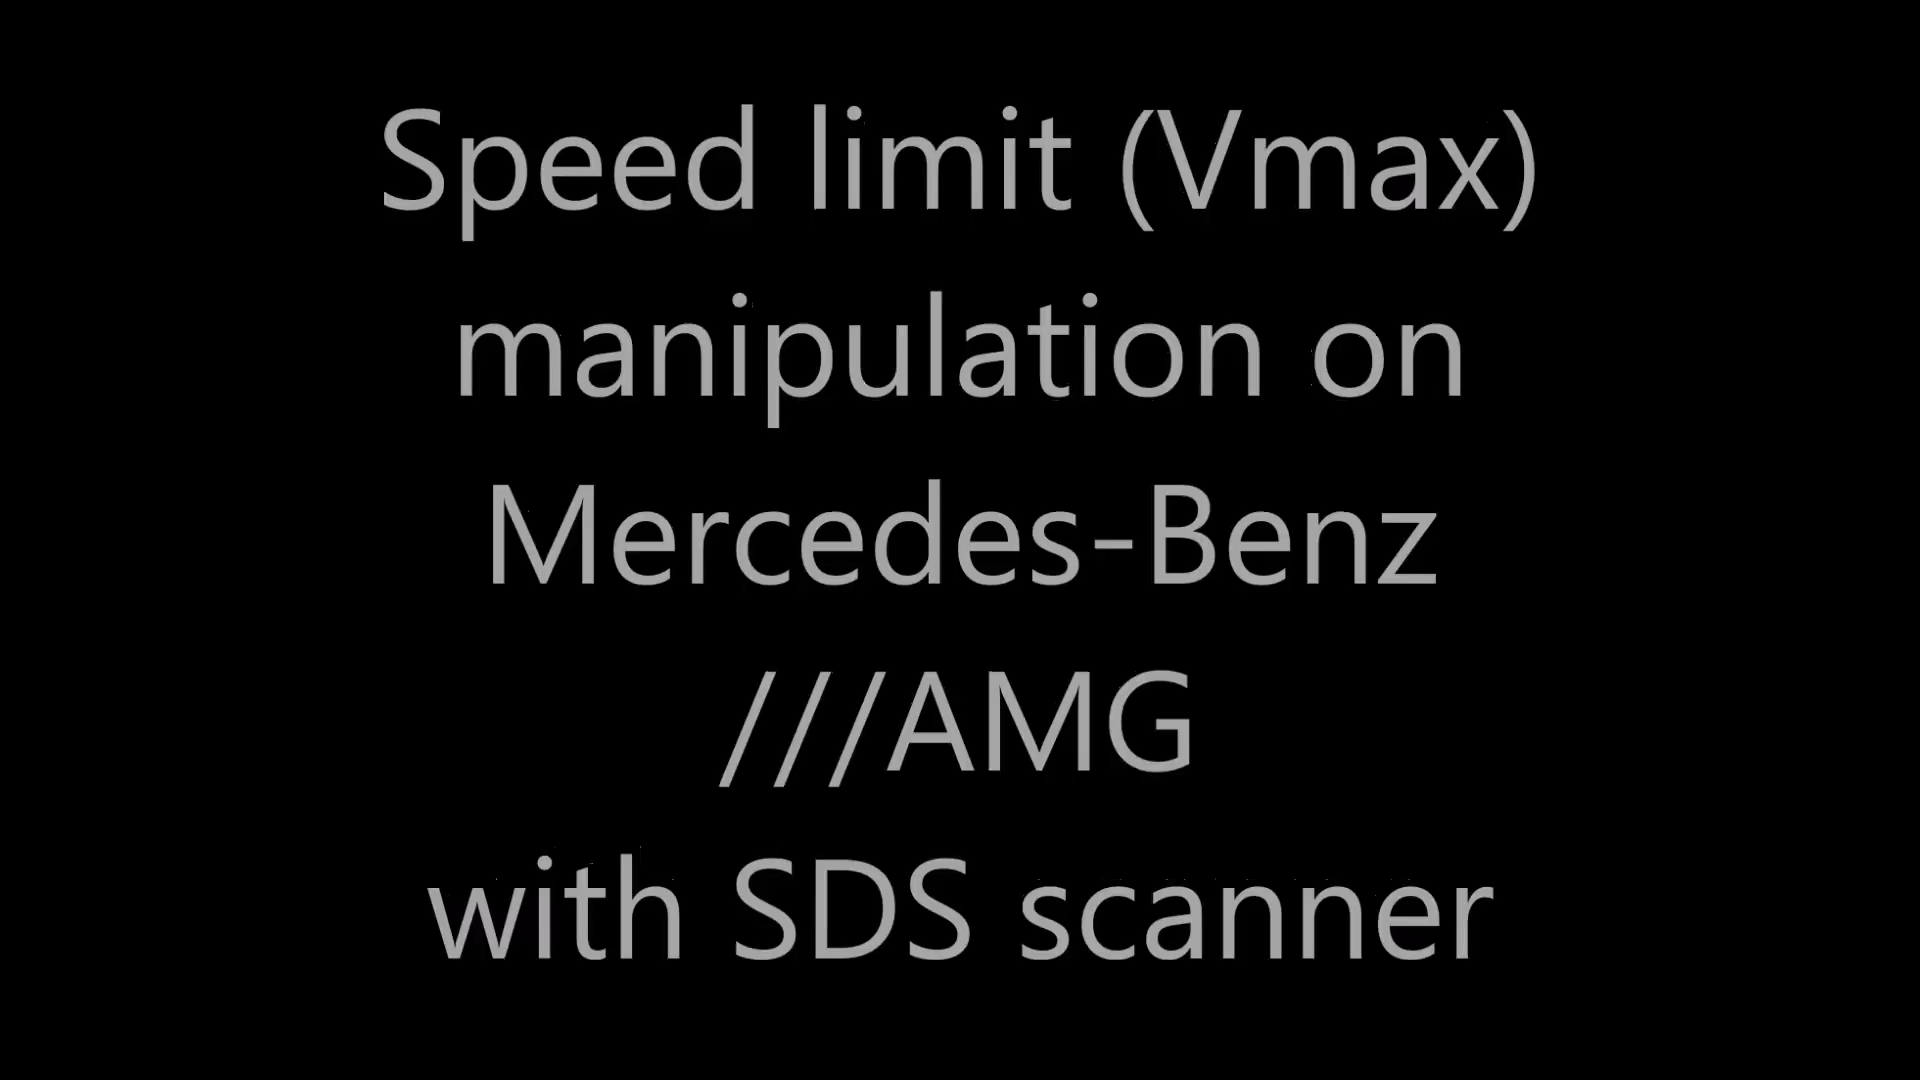 Speed limit (Vmax)
manipulation on
Mercedes-Benz
///AMG
with SDS scanner